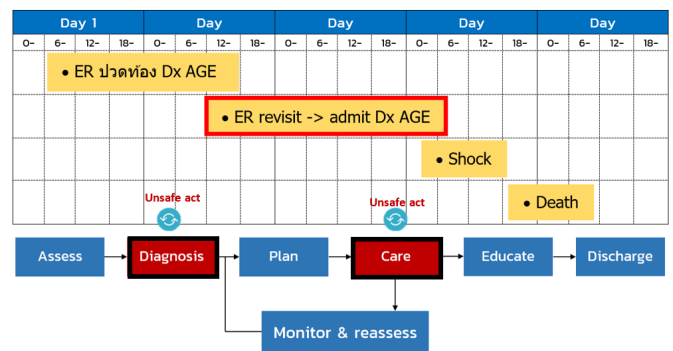 Day 1 Day Day Day Day
0- 6- 12- 18- 0- 6- 12- 18- 0- 6- 12- 18- 0- 6- 12- 18- 0- 6- 12- 18-
• ER ปวดท้อง Dx AGE
• ER revisit -> admit Dx AGE
• Shock
• Death
Unsafe act
Unsafe act
Assess Diagnosis Plan Care Educate Discharge
Monitor & reassess